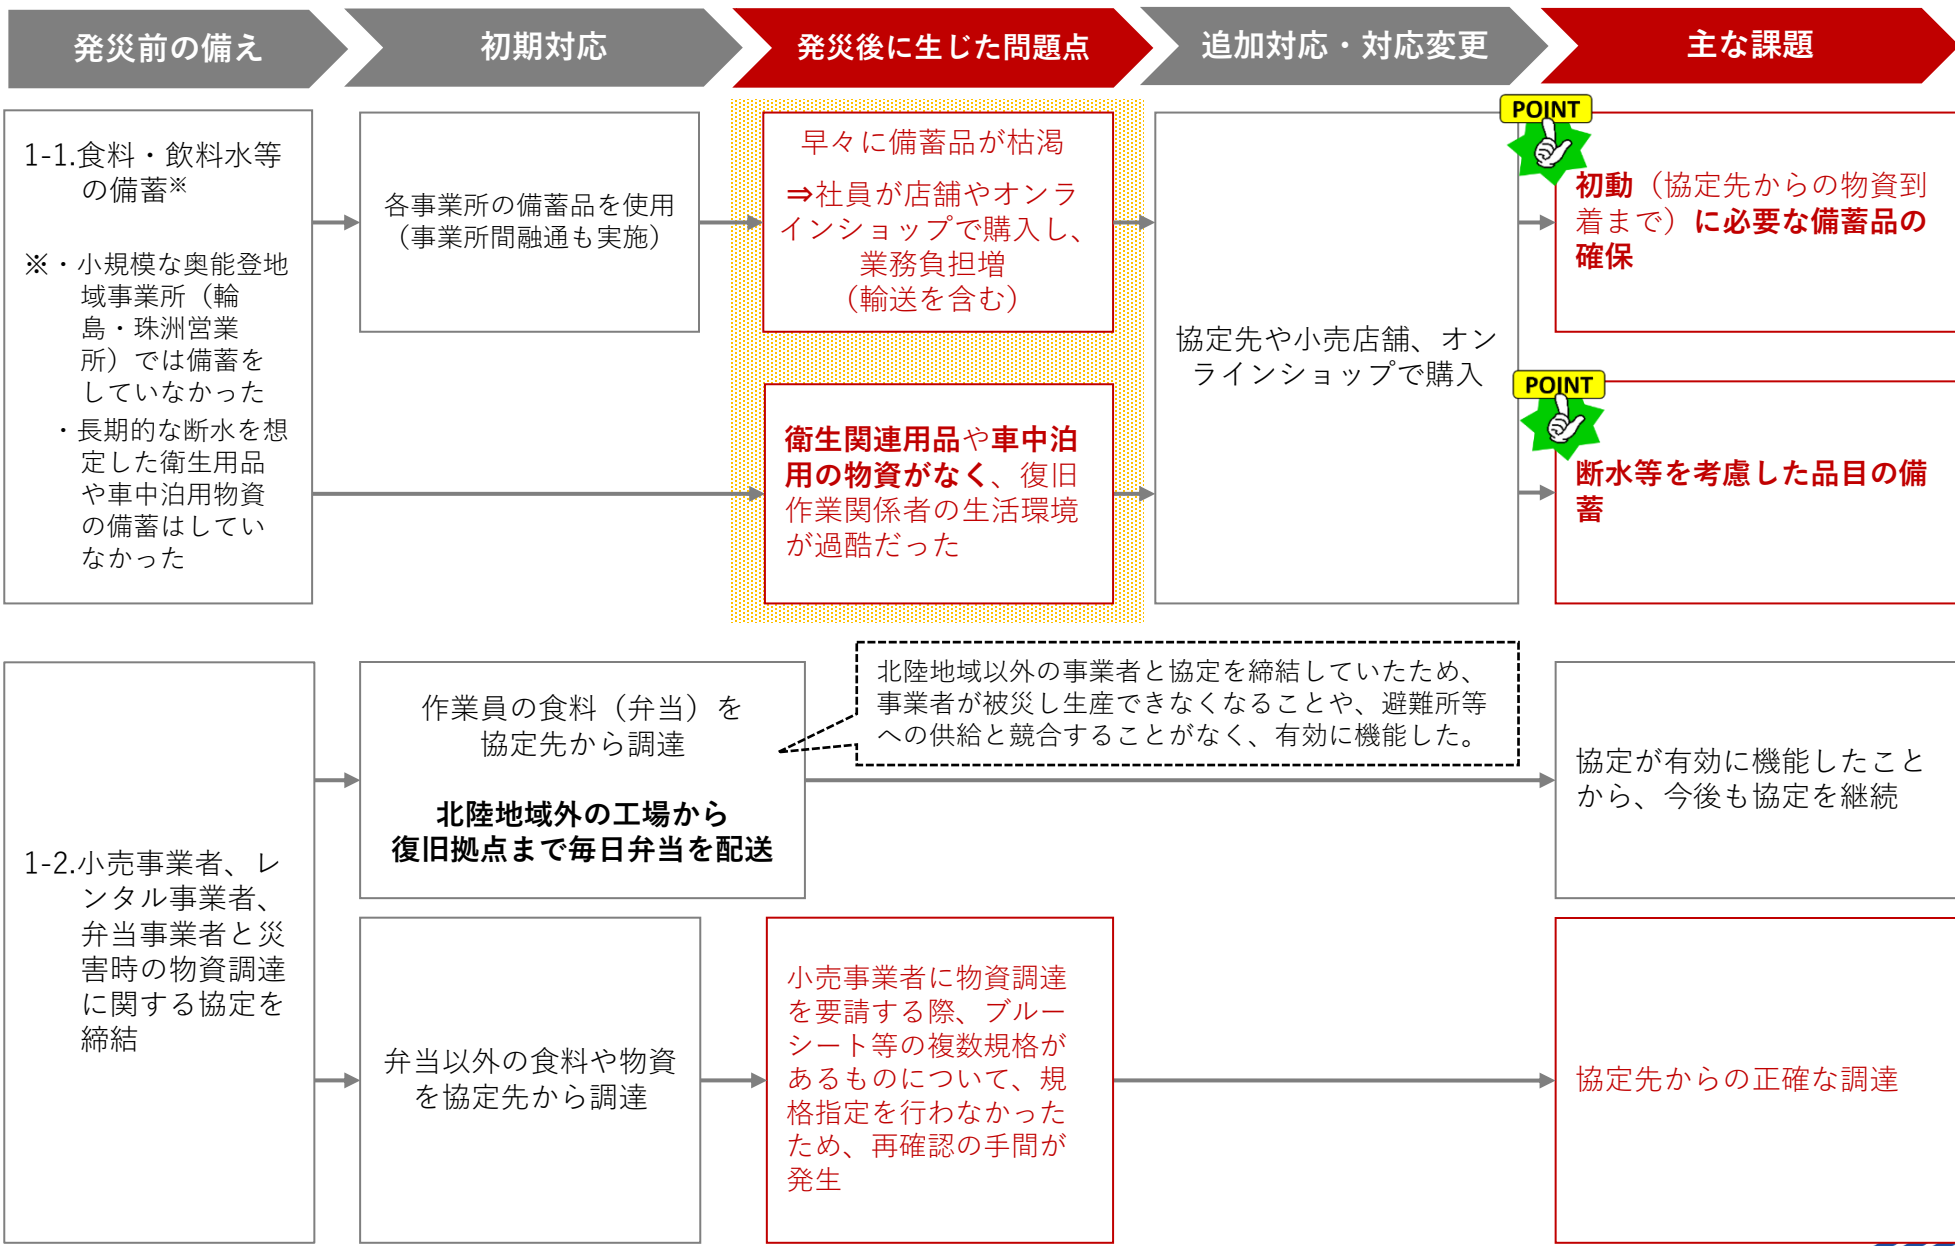 発災前の備え
初期対応
発災後に生じた問題点
追加対応・対応変更
主な課題
1-1.食料・飲料水等
の備蓄※
※・小規模な奥能登地
域事業所（輪
島・珠洲営業
所）では備蓄を
していなかった
・長期的な断水を想
定した衛生用品
や車中泊用物資
の備蓄はしてい
なかった
各事業所の備蓄品を使用
（事業所間融通も実施）
早々に備蓄品が枯渇
⇒社員が店舗やオンラ
インショップで購入し、
業務負担増
（輸送を含む）
衛生関連用品や車中泊
用の物資がなく、復旧
作業関係者の生活環境
が過酷だった
協定先や小売店舗、オン
ラインショップで購入
POINT
初動（協定先からの物資到
着まで）に必要な備蓄品の
確保
POINT
断水等を考慮した品目の備
蓄
1-2.小売事業者、レ
ンタル事業者、
弁当事業者と災
害時の物資調達
に関する協定を
締結
作業員の食料（弁当）を
協定先から調達
北陸地域外の工場から
復旧拠点まで毎日弁当を配送
北陸地域以外の事業者と協定を締結していたため、
事業者が被災し生産できなくなることや、避難所等
への供給と競合することがなく、有効に機能した。
協定が有効に機能したこと
から、今後も協定を継続
弁当以外の食料や物資
を協定先から調達
小売事業者に物資調達
を要請する際、ブルー
シート等の複数規格が
あるものについて、規
格指定を行わなかった
ため、再確認の手間が
発生
協定先からの正確な調達